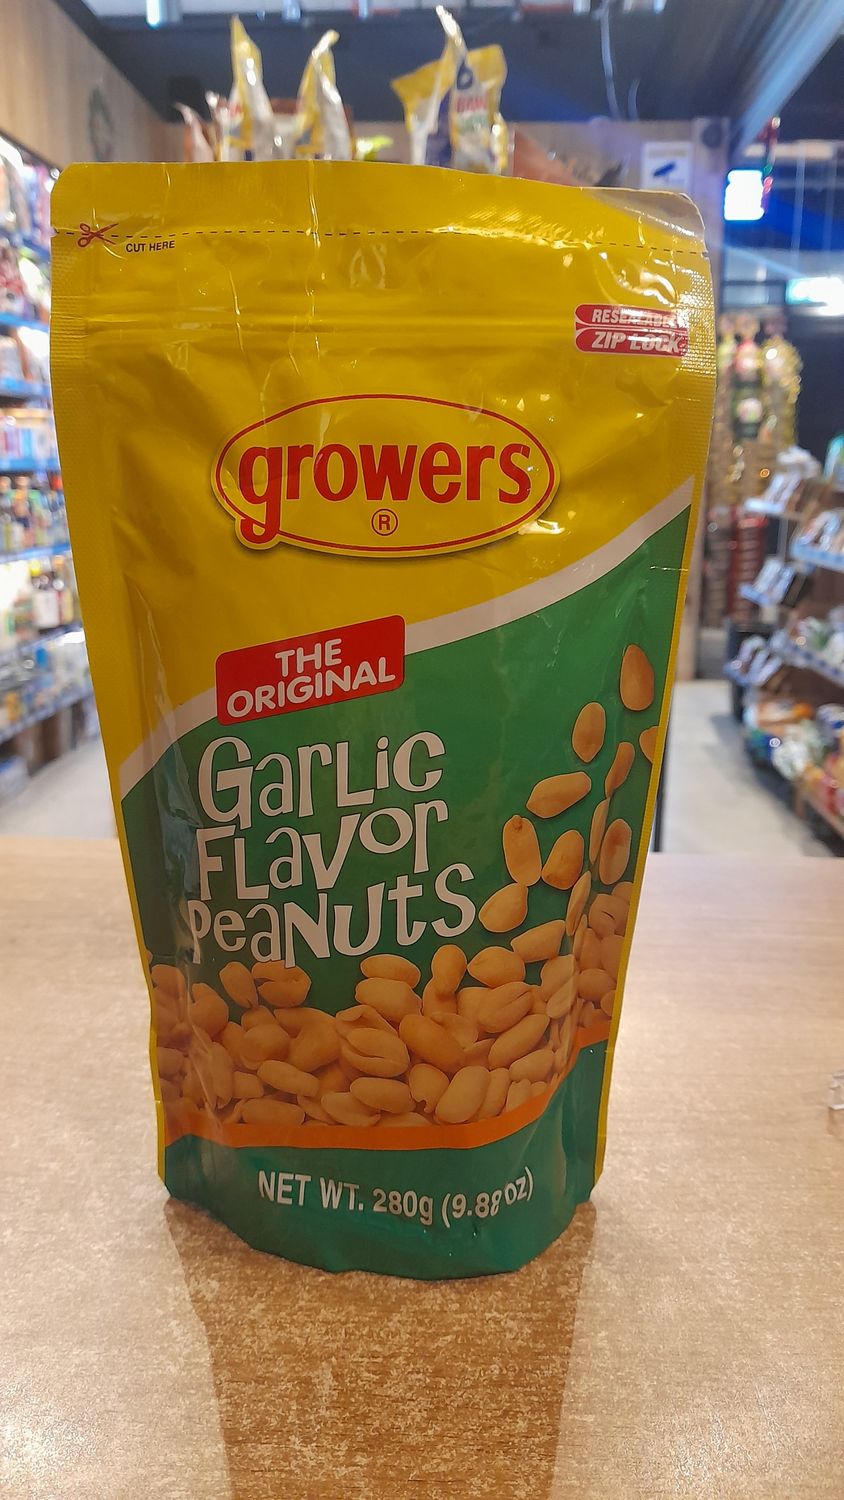 CUT HERE
RESEALABLE
ZIP LOCK
growers
®
THE
ORIGINAL
Garlic
Flavor
Peanuts
NET WT. 280g (9.88 oz)